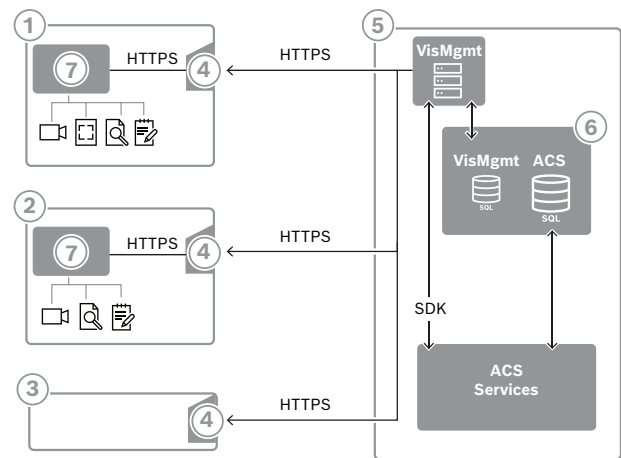 1
7
HTTPS
4
HTTPS
5
VisMgmt
6
VisMgmt ACS
SQL
SQL
2
7
HTTPS
4
HTTPS
SDK
3
4
HTTPS
ACS
Services